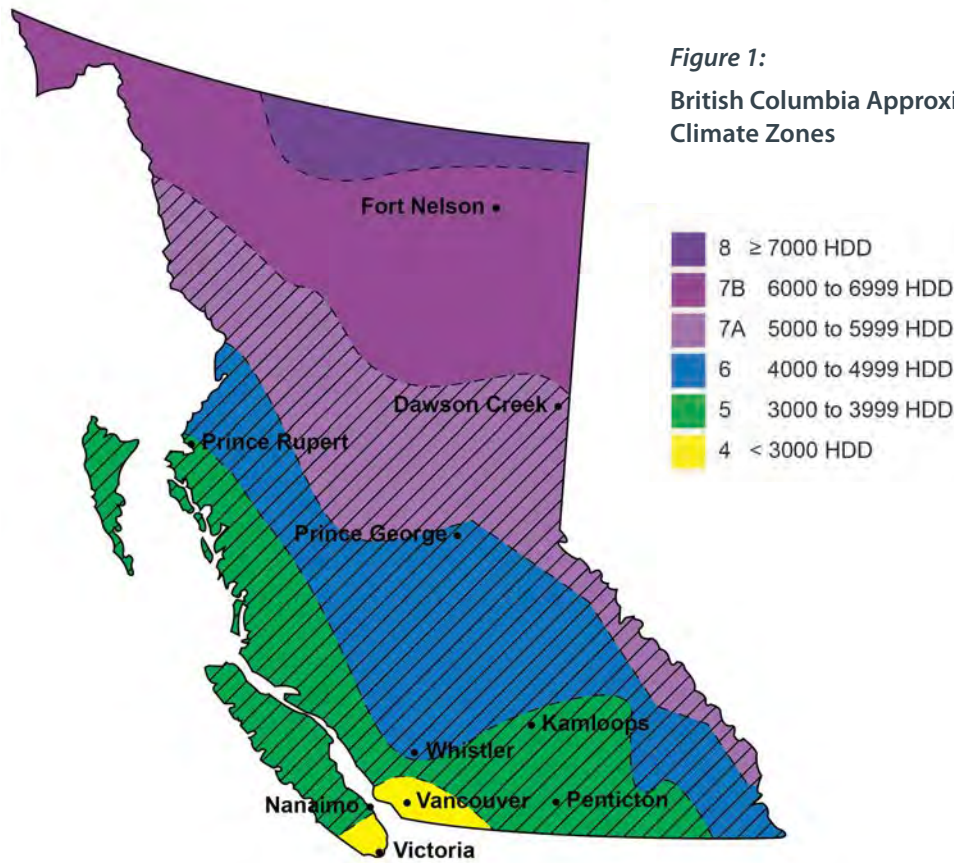 Figure 1:
British Columbia Approxi
Climate Zones
8 ≥ 7000 HDD
7B 6000 to 6999 HDD
7A 5000 to 5999 HDD
6 4000 to 4999 HDD
5 3000 to 3999 HDD
4 < 3000 HDD
Fort Nelson
Dawson Creek
Prince Rupert
Prince George
Kamloops
Whistler
Nanaimo
Vancouver
Penticton
Victoria